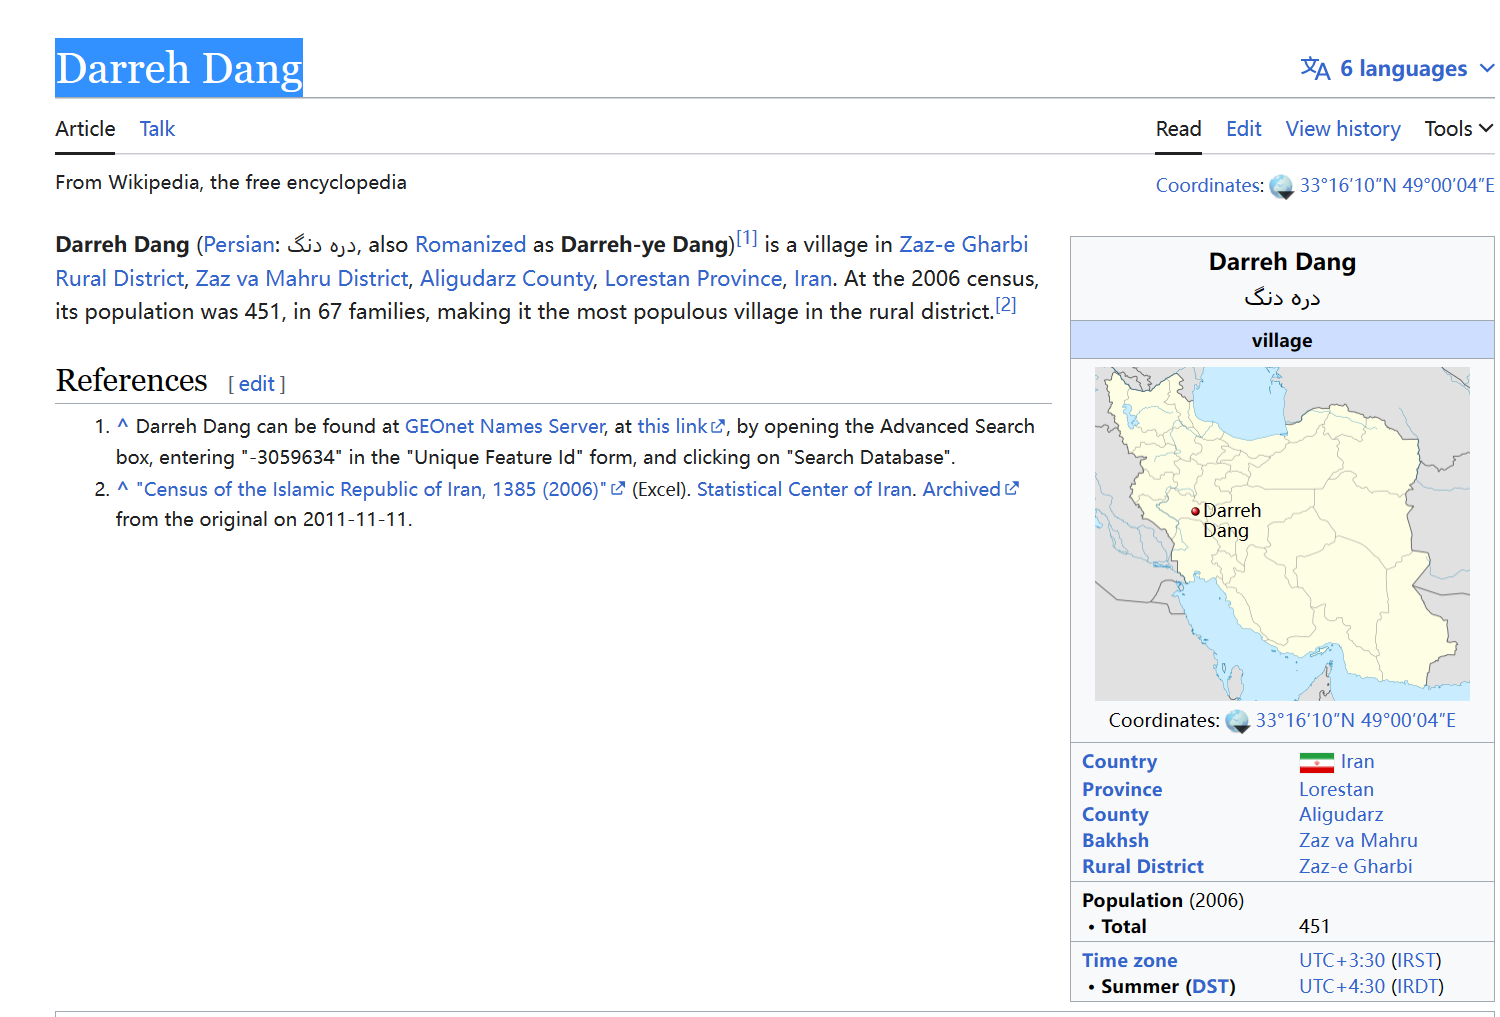 Darreh Dang
6 languages
Article Talk
Read Edit View history Tools
From Wikipedia, the free encyclopedia
Coordinates: 33°16′10″N 49°00′04″E
Darreh Dang (Persian: دره دنگ, also Romanized as Darreh-ye Dang)[1] is a village in Zaz-e Gharbi
Rural District, Zaz va Mahru District, Aligudarz County, Lorestan Province, Iran. At the 2006 census,
its population was 451, in 67 families, making it the most populous village in the rural district.[2]
References [ edit ]
1. ^ Darreh Dang can be found at GEOnet Names Server, at this link, by opening the Advanced Search
box, entering "-3059634" in the "Unique Feature Id" form, and clicking on "Search Database".
2. ^ "Census of the Islamic Republic of Iran, 1385 (2006)" (Excel). Statistical Center of Iran. Archived
from the original on 2011-11-11.
Darreh Dang
دره دنگ
village
Darreh
Dang
Coordinates: 33°16′10″N 49°00′04″E
Country Iran
Province Lorestan
County Aligudarz
Bakhsh Zaz va Mahru
Rural District Zaz-e Gharbi
Population (2006)
• Total 451
Time zone UTC+3:30 (IRST)
• Summer (DST) UTC+4:30 (IRDT)